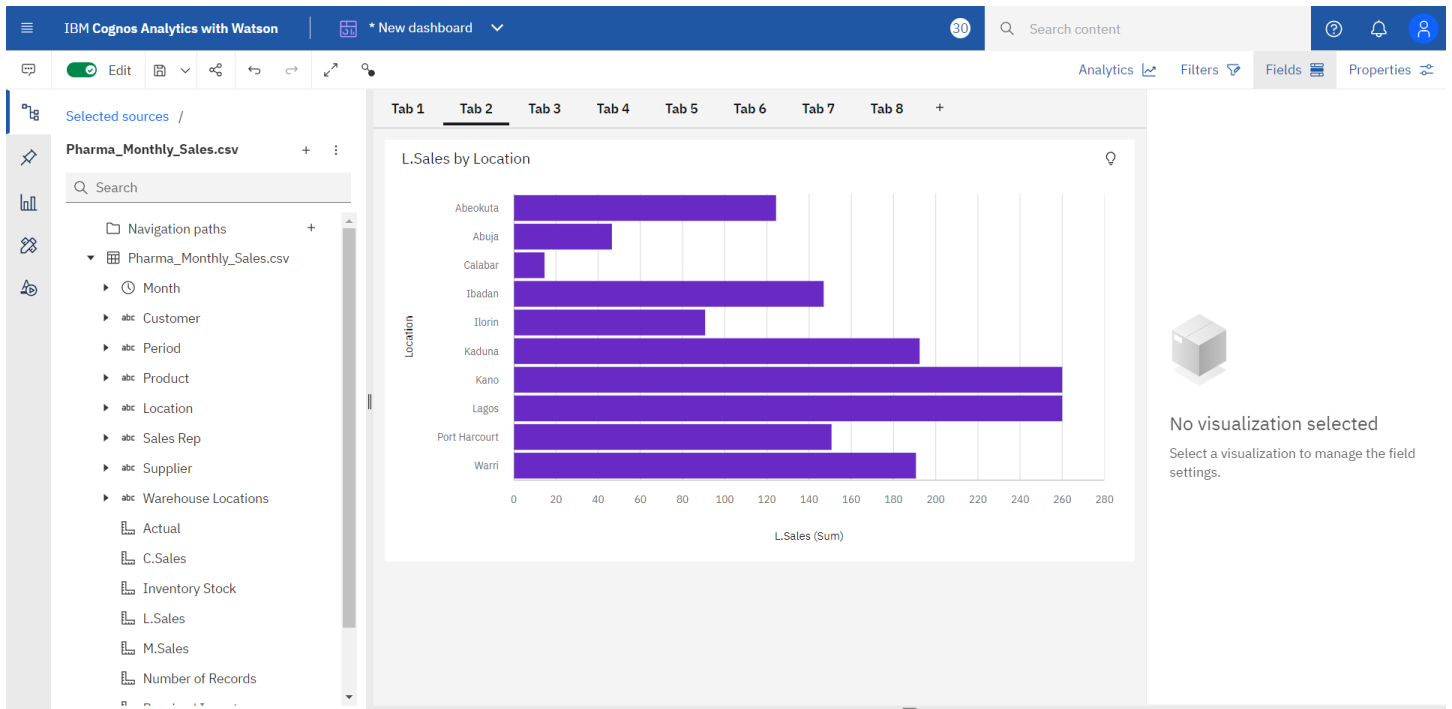 IBM Cognos Analytics with Watson
* New dashboard
30
Search content
Edit
Analytics
Filters
Fields
Properties
Selected sources /
Pharma_Monthly_Sales.csv
Search
Navigation paths
Pharma_Monthly_Sales.csv
Month
abc Customer
abc Period
abc Product
abc Location
abc Sales Rep
abc Supplier
abc Warehouse Locations
Actual
C.Sales
Inventory Stock
L.Sales
M.Sales
Number of Records
Tab 1 Tab 2 Tab 3 Tab 4 Tab 5 Tab 6 Tab 7 Tab 8 +
L.Sales by Location
Location
Abeokuta
Abuja
Calabar
Ibadan
Ilorin
Kaduna
Kano
Lagos
Port Harcourt
Warri
0 20 40 60 80 100 120 140 160 180 200 220 240 260 280
L.Sales (Sum)
No visualization selected
Select a visualization to manage the field
settings.